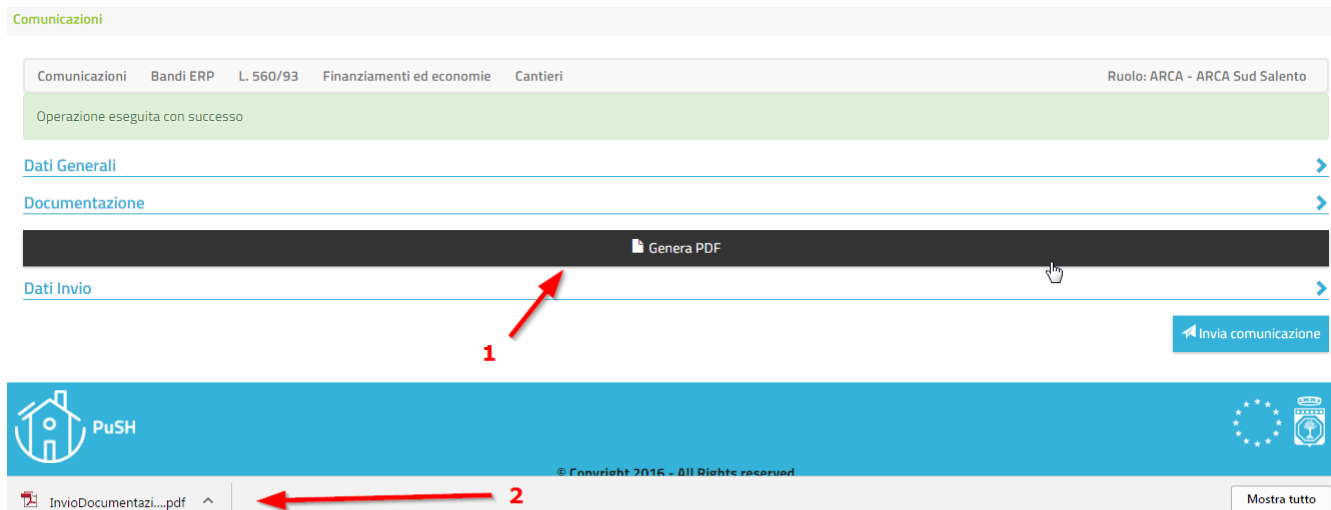 Comunicazioni
Comunicazioni Bandi ERP L. 560/93 Finanziamenti ed economie Cantieri Ruolo: ARCA - ARCA Sud Salento
Operazione eseguita con successo
Dati Generali
Documentazione
Genera PDF
Dati Invio
Invia comunicazione
1
PuSH
© Copyright 2016 - All Rights reserved
InvioDocumentazi....pdf
2
Mostra tutto